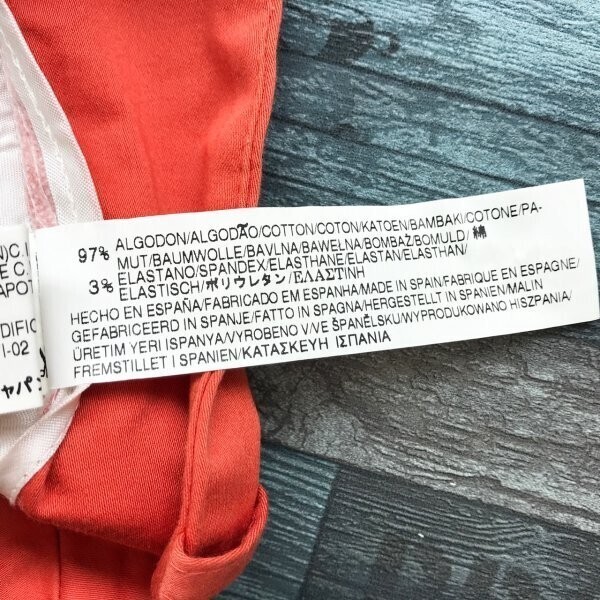 97% ALGODON/ALGODÃO/COTTON/COTON/KATOEN/BAMBAKI/COTONE/PA-
MUT/BAUMWOLLE/BAVLNA/BAWEŁNA/BOMBAŽ/BOMULD/ 綿
3% ELASTANO/SPANDEX/ELASTHANE/ELASTAN/ELASTHAN/
ELASTISCH/ポリウレタン/ΕΛΑΣΤΙΝΗ
HECHO EN ESPAÑA/FABRICADO EM ESPANHA/MADE IN SPAIN/FABRIQUE EN ESPAGNE/
GEFABRICEERD IN SPANJE/FATTO IN SPAGNA/HERGESTELLT IN SPANIEN/MALIN
ÜRETIM YERI ISPANYA/VYROBENO V/VE ŠPANĚLSKU/WYPRODUKOWANO HISZPANIA/
FREMSTILLET I SPANIEN/ΚΑΤΑΣΚΕΥΗ ΙΣΠΑΝΙΑ
N)C.I
E C.
APOT
DIFIC
I-02